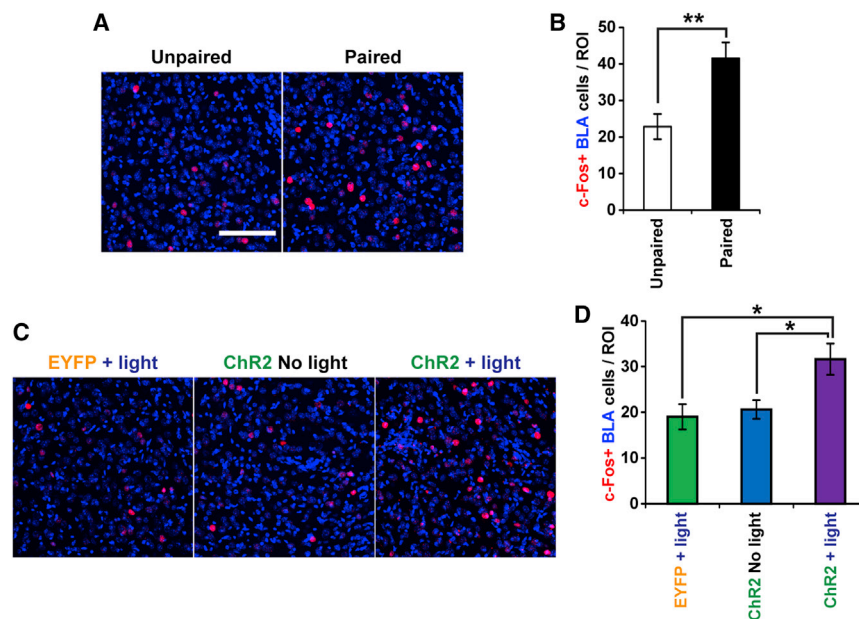 A
Unpaired
Paired
B
**
c-Fos+ BLA cells / ROI
50
40
30
20
10
0
Unpaired
Paired
C
EYFP + light
ChR2 No light
ChR2 + light
D
*
*
c-Fos+ BLA cells / ROI
40
30
20
10
0
EYFP + light
ChR2 No light
ChR2 + light